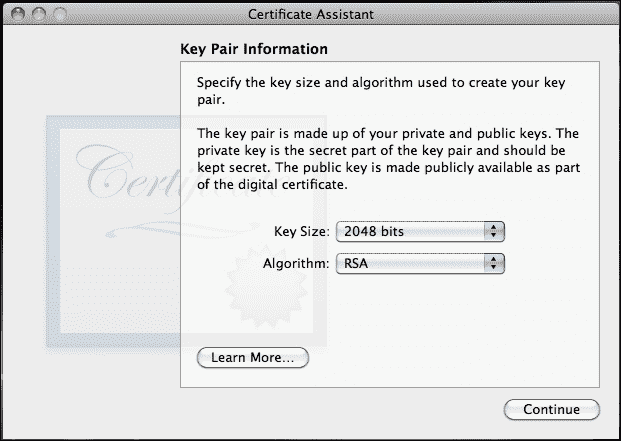 Certificate Assistant
Key Pair Information
Specify the key size and algorithm used to create your key
pair.
The key pair is made up of your private and public keys. The
private key is the secret part of the key pair and should be
kept secret. The public key is made publicly available as part
of the digital certificate.
Certificate
Key Size: 2048 bits
Algorithm: RSA
Learn More...
Continue